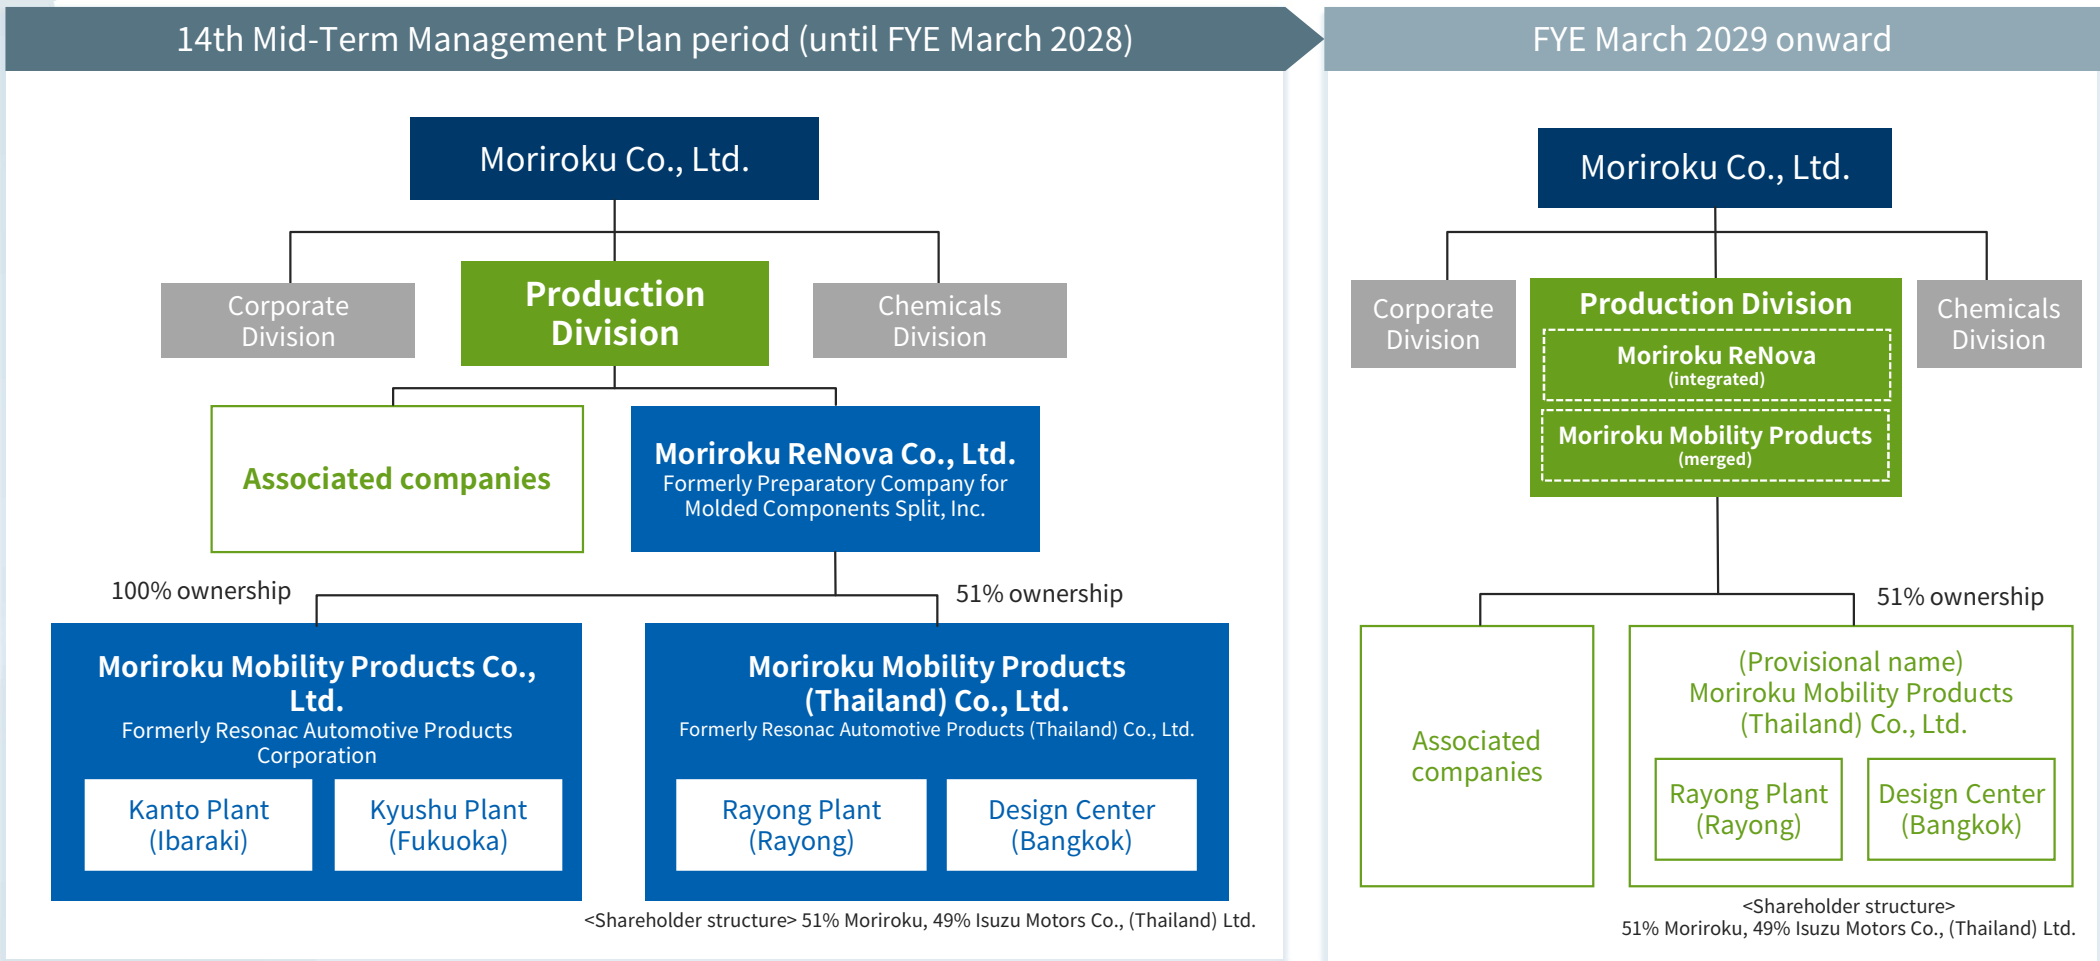 14th Mid-Term Management Plan period (until FYE March 2028)
Moriroku Co., Ltd.
Corporate
Division
Production
Division
Chemicals
Division
Associated companies
Moriroku ReNova Co., Ltd.
Formerly Preparatory Company for
Molded Components Split, Inc.
100% ownership
51% ownership
Moriroku Mobility Products Co.,
Ltd.
Formerly Resonac Automotive Products
Corporation
Kanto Plant
(Ibaraki)
Kyushu Plant
(Fukuoka)
Moriroku Mobility Products
(Thailand) Co., Ltd.
Formerly Resonac Automotive Products (Thailand) Co., Ltd.
Rayong Plant
(Rayong)
Design Center
(Bangkok)
<Shareholder structure> 51% Moriroku, 49% Isuzu Motors Co., (Thailand) Ltd.
FYE March 2029 onward
Moriroku Co., Ltd.
Corporate
Division
Production Division
Moriroku ReNova
(integrated)
Moriroku Mobility Products
(merged)
Chemicals
Division
51% ownership
Associated
companies
(Provisional name)
Moriroku Mobility Products
(Thailand) Co., Ltd.
Rayong Plant
(Rayong)
Design Center
(Bangkok)
<Shareholder structure>
51% Moriroku, 49% Isuzu Motors Co., (Thailand) Ltd.